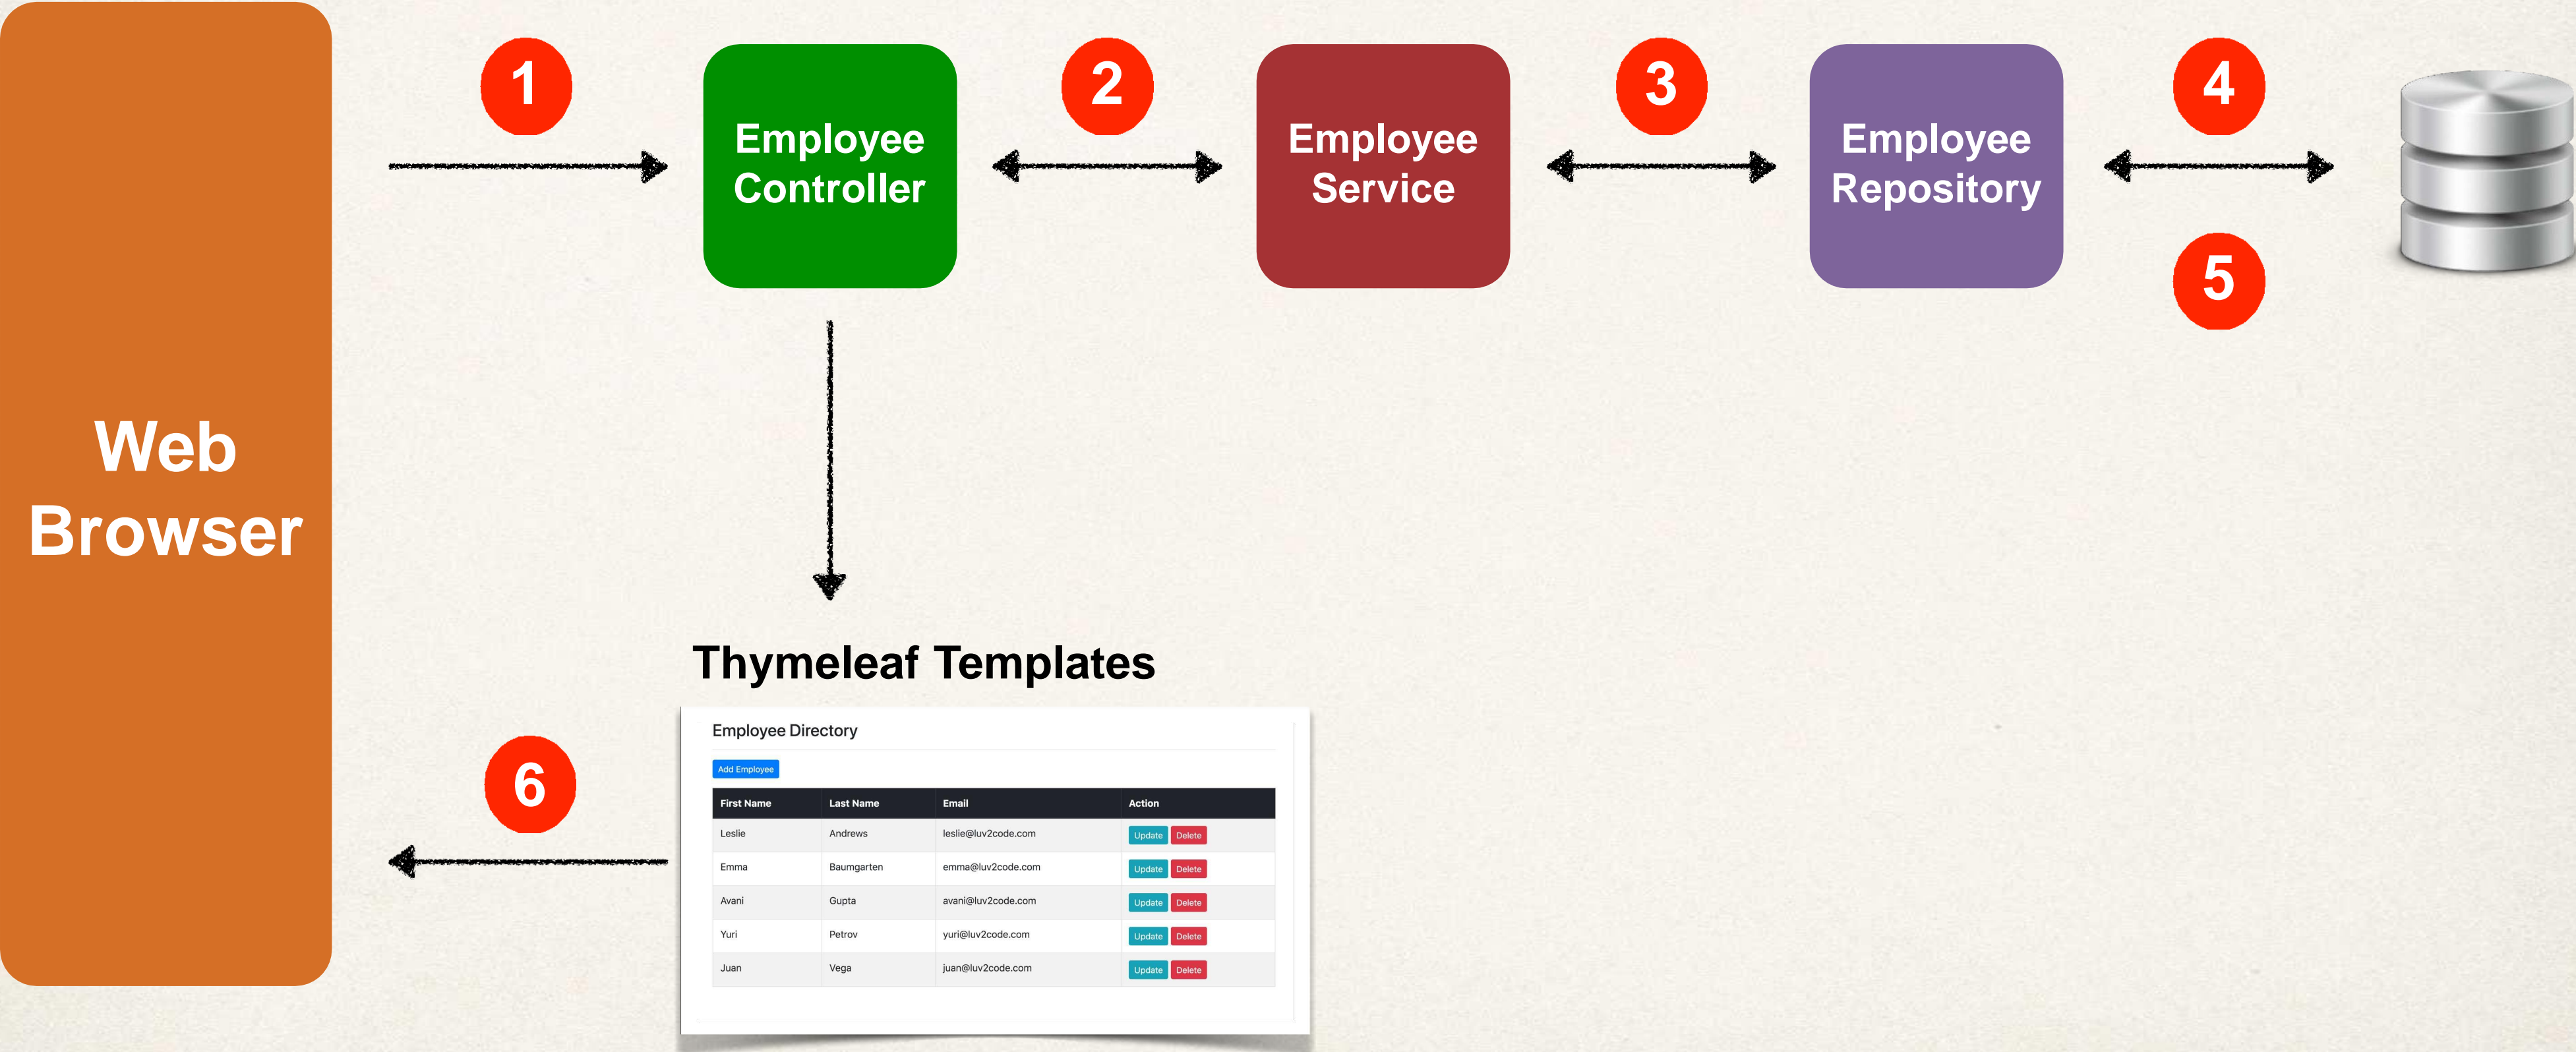 1
2
3
4
Employee
Controller
Employee
Service
Employee
Repository
5
Web
Browser
Thymeleaf Templates
6
Employee Directory
Add Employee
First Name Last Name Email Action
Leslie Andrews leslie@luv2code.com Update Delete
Emma Baumgarten emma@luv2code.com Update Delete
Avani Gupta avani@luv2code.com Update Delete
Yuri Petrov yuri@luv2code.com Update Delete
Juan Vega juan@luv2code.com Update Delete